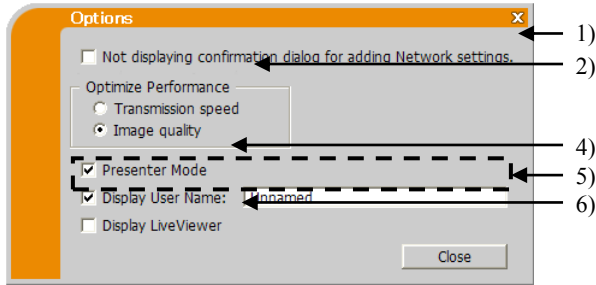 Options x
1)
Not displaying confirmation dialog for adding Network settings.
2)
Optimize Performance
Transmission speed
Image quality
4)
Presenter Mode
5)
Display User Name: Unnamed
6)
Display LiveViewer
Close